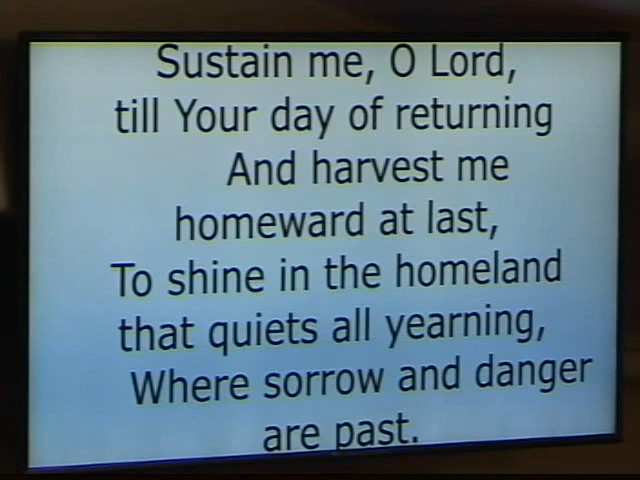 Sustain me, O Lord,
till Your day of returning
And harvest me
homeward at last,
To shine in the homeland
that quiets all yearning,
Where sorrow and danger
are past.